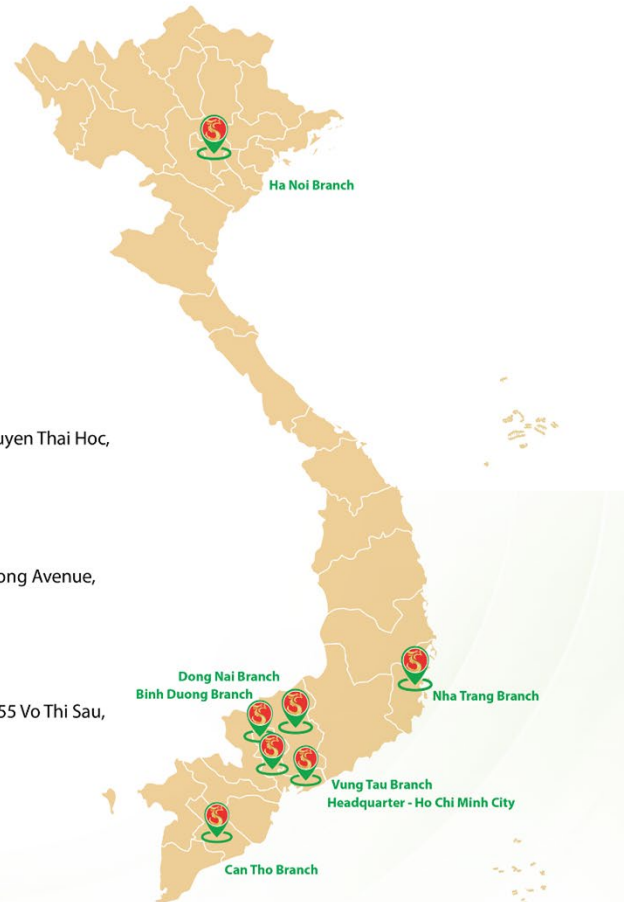 Ha Noi Branch
uyen Thai Hoc,
ong Avenue,
Dong Nai Branch
Binh Duong Branch
Nha Trang Branch
55 Vo Thi Sau,
Vung Tau Branch
Headquarter - Ho Chi Minh City
Can Tho Branch